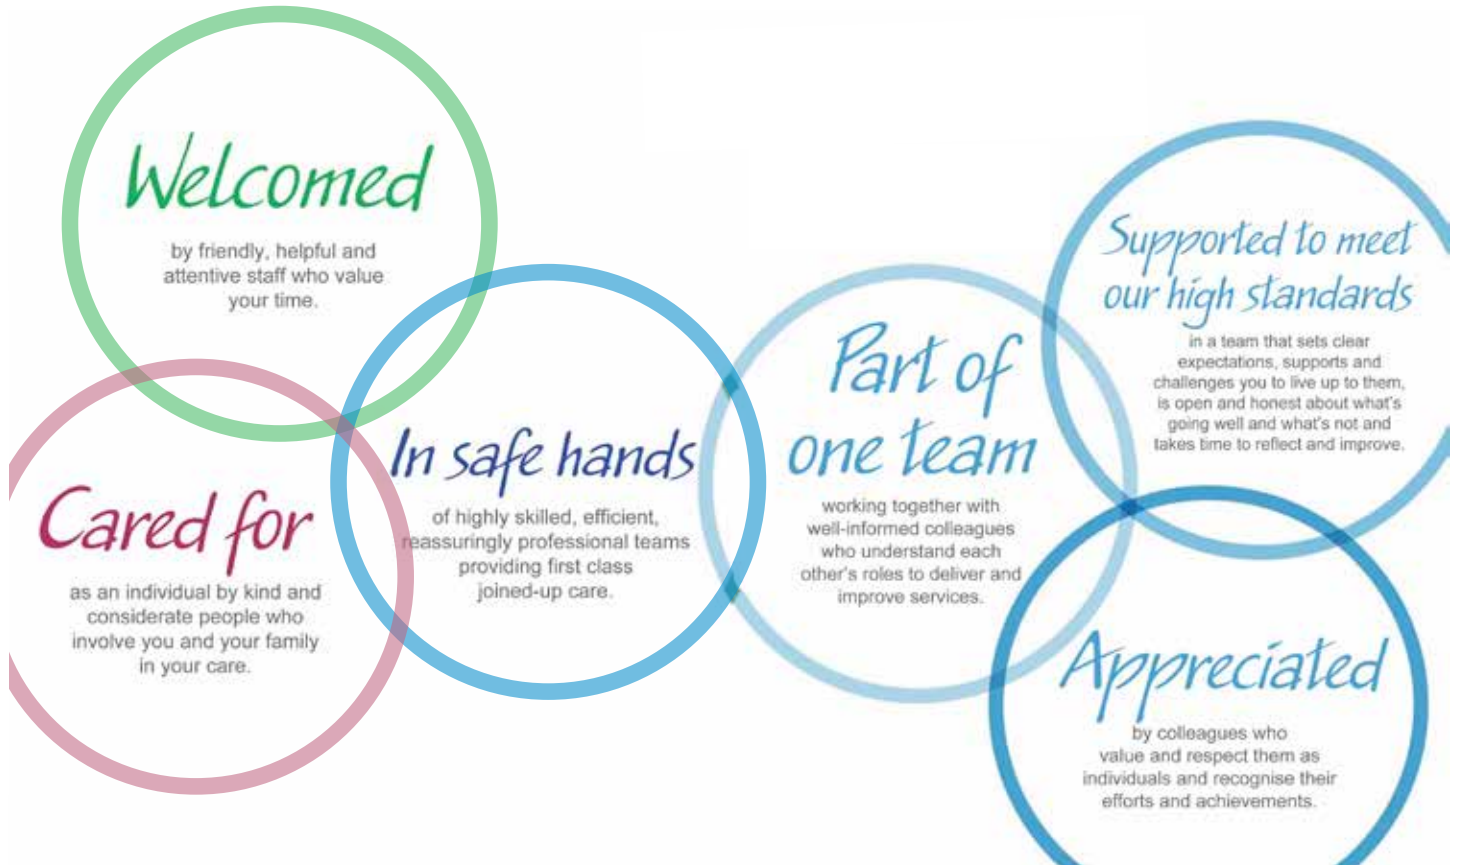 Welcomed
by friendly, helpful and
attentive staff who value
your time.
Cared for
as an individual by kind and
considerate people who
involve you and your family
in your care.
In safe hands
of highly skilled, efficient,
reassuringly professional teams
providing first class
joined-up care.
Part of
one team
working together with
well-informed colleagues
who understand each
other's roles to deliver and
improve services.
Supported to meet
our high standards
in a team that sets clear
expectations, supports and
challenges you to live up to them,
is open and honest about what's
going well and what's not and
takes time to reflect and improve.
Appreciated
by colleagues who
value and respect them as
individuals and recognise their
efforts and achievements.